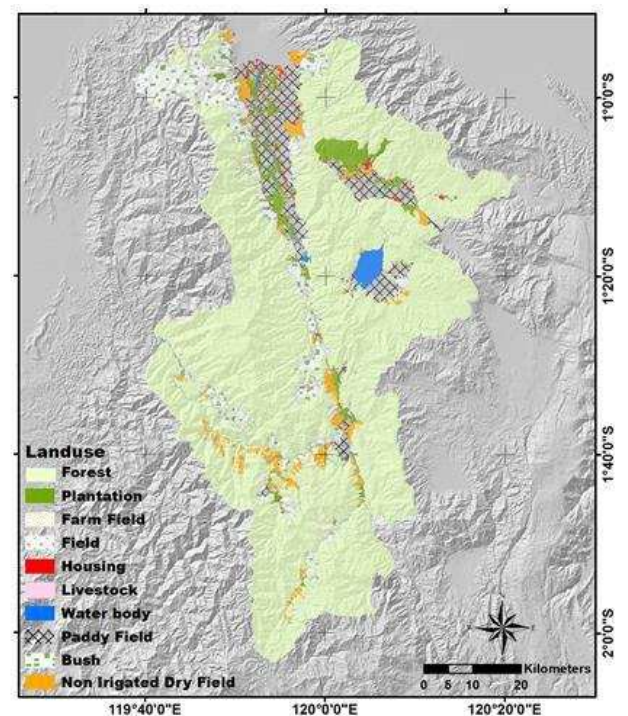 1°0'0"S
1°20'0"S
1°40'0"S
2°0'0"S
Landuse
Forest
Plantation
Farm Field
Field
Housing
Livestock
Water body
Paddy Field
Bush
Non Irigated Dry Field
Kilometers
0 5 10 20
119°40'0"E 120°0'0"E 120°20'0"E